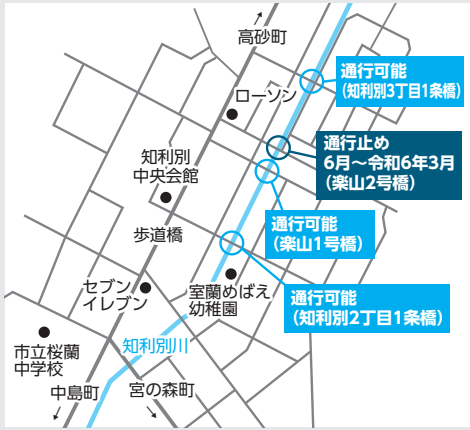 高砂町
通行可能
(知利別3丁目1条橋)
ローソン
通行止め
6月～令和6年3月
(楽山2号橋)
知利別
中央会館
通行可能
(楽山1号橋)
歩道橋
セブン
イレブン
室蘭めばえ
幼稚園
通行可能
(知利別2丁目1条橋)
知利別川
市立桜蘭
中学校
中島町
宮の森町